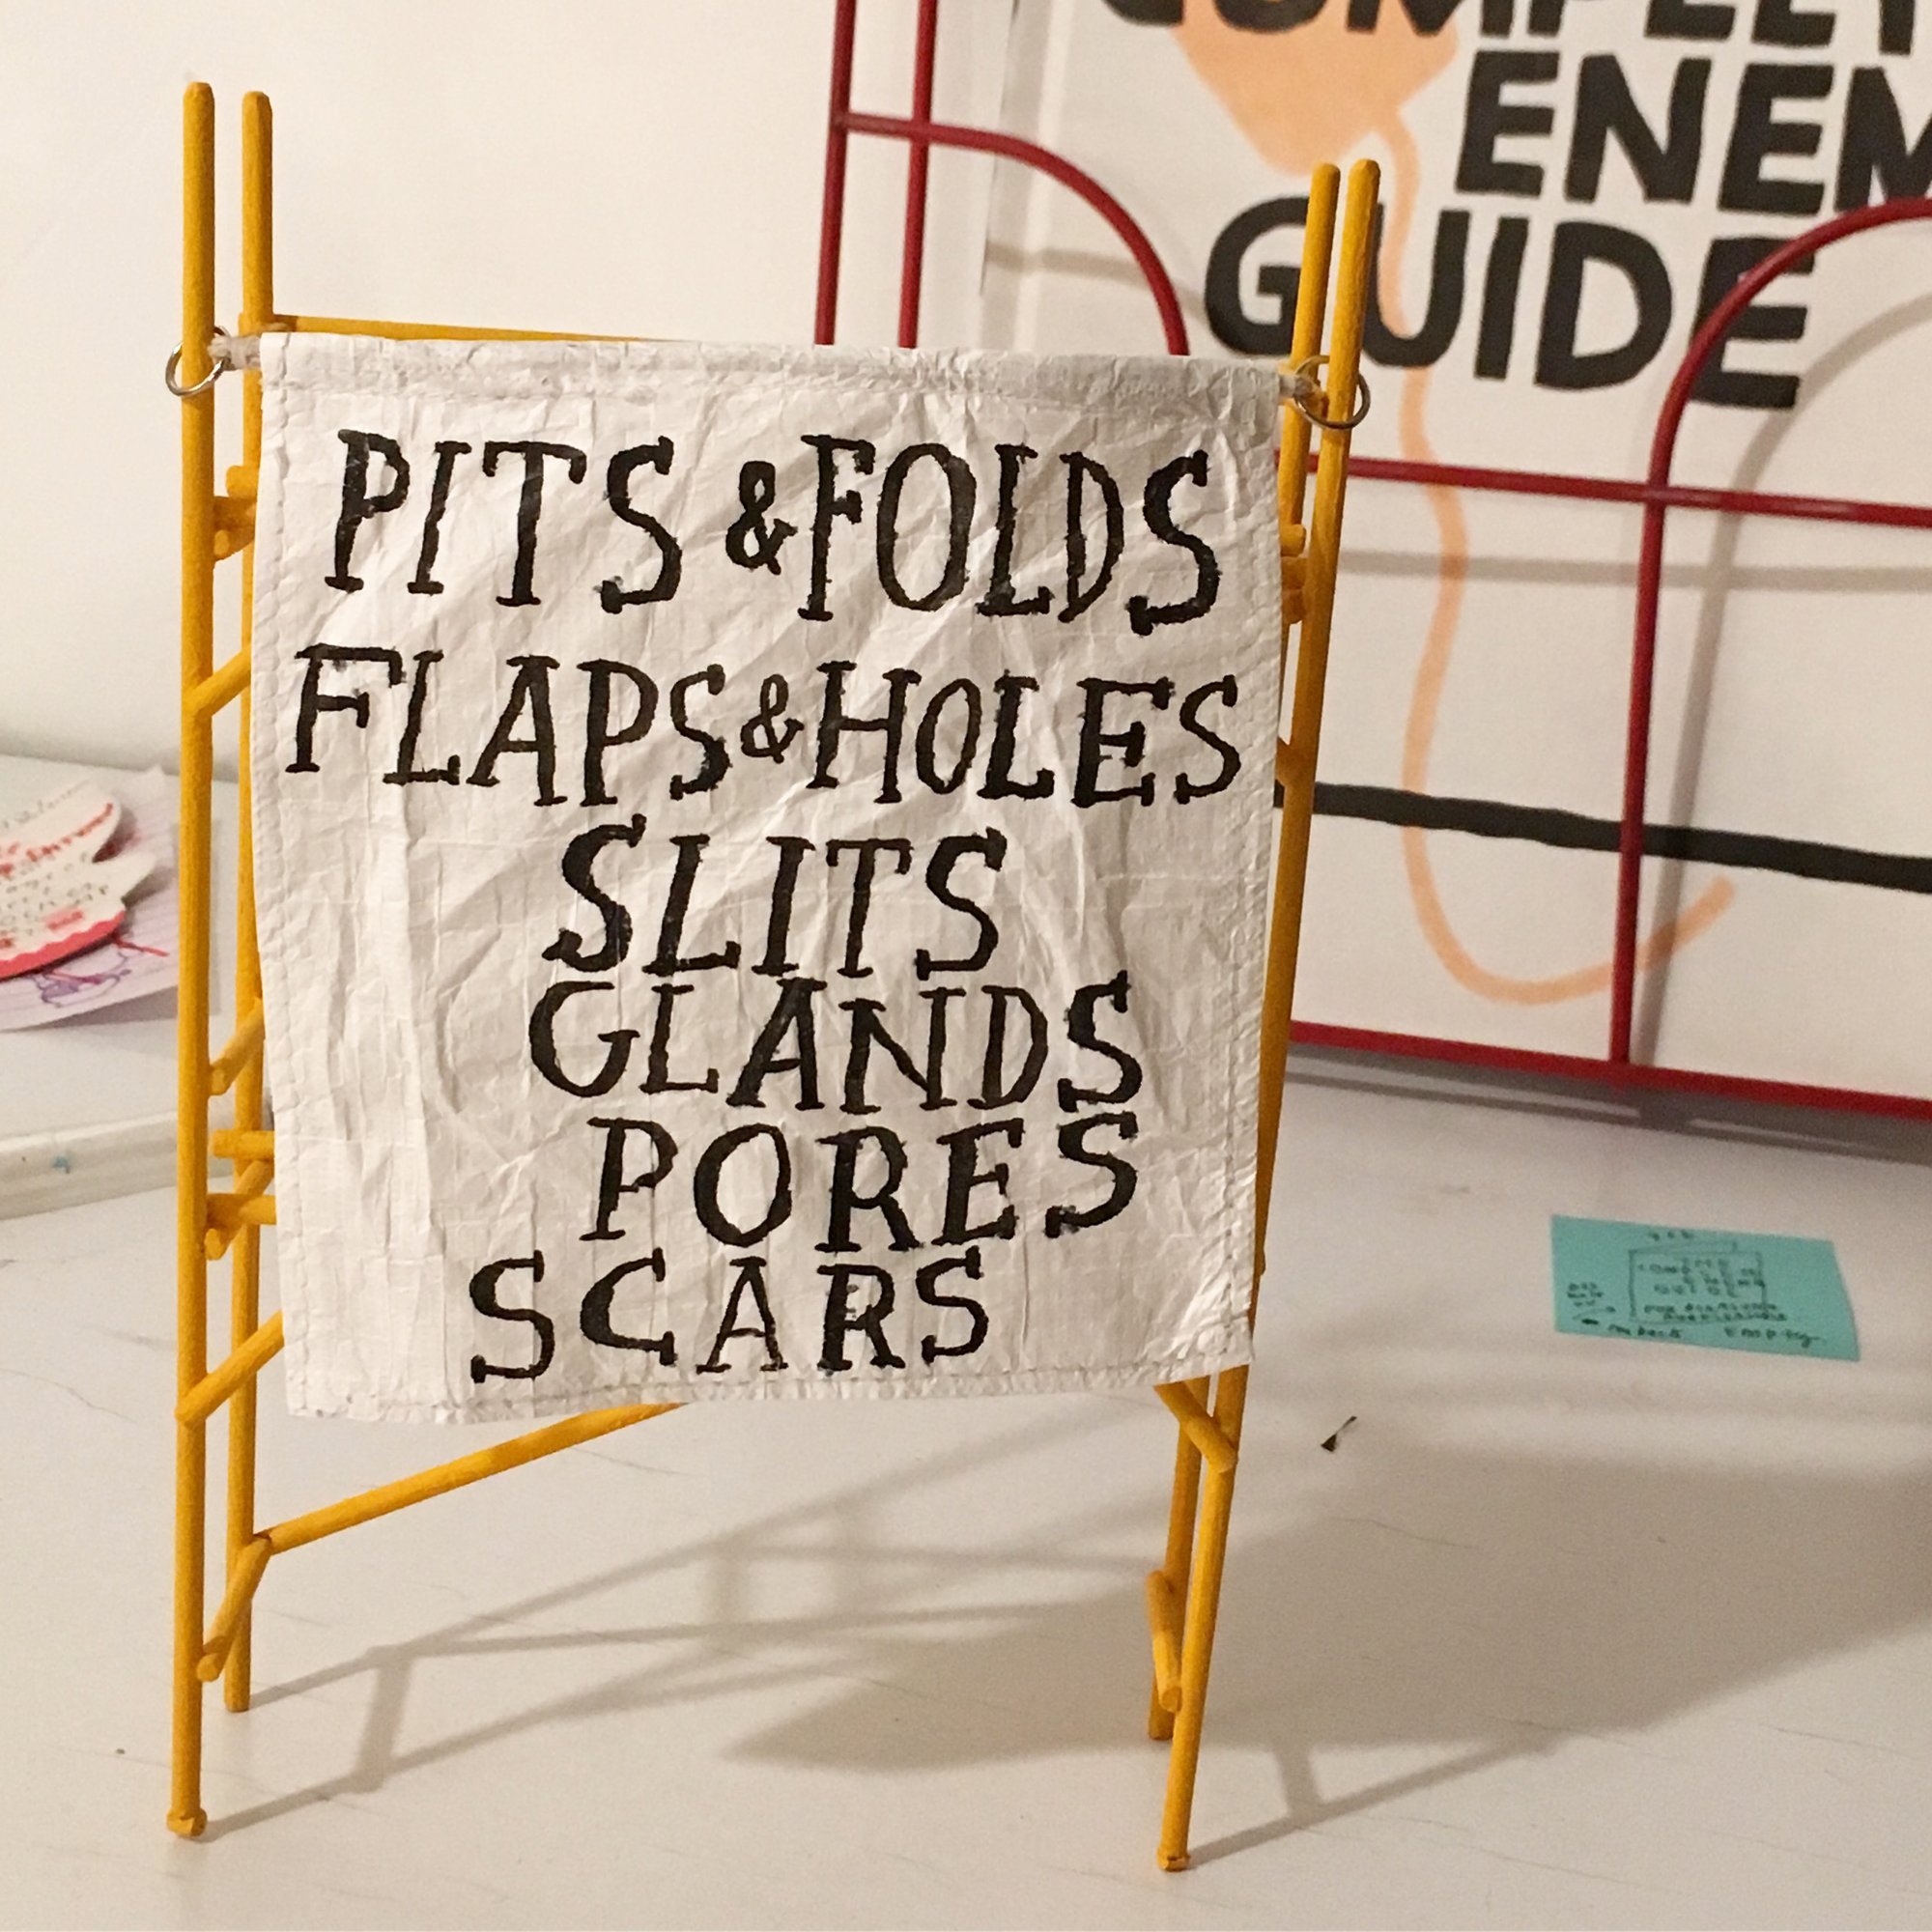 PITS & FOLDS
FLAPS & HOLES
SLITS
GLANDS
PORES
SCARS
ENEM
GUIDE